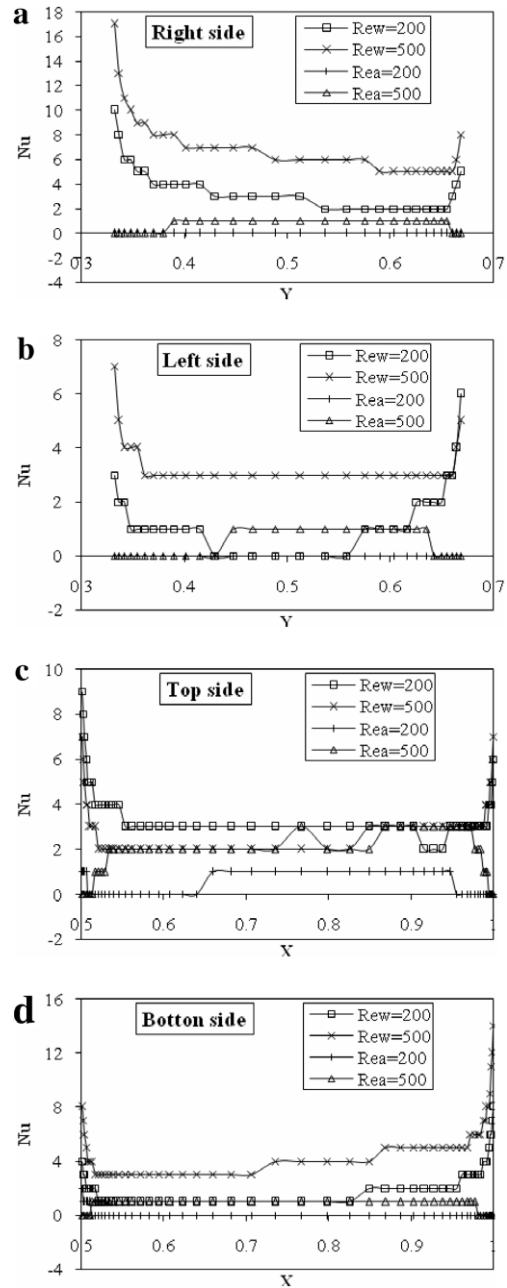 a
Right side
Rew=200
Rew=500
Rea=200
Rea=500
18
16
14
12
10
8
6
4
2
0
-2
-4
Nu
0.3 0.4 0.5 0.6 0.7
Y
b
Left side
Rew=200
Rew=500
Rea=200
Rea=500
8
6
4
2
0
-2
Nu
0.3 0.4 0.5 0.6 0.7
Y
c
Top side
Rew=200
Rew=500
Rea=200
Rea=500
10
8
6
4
2
0
-2
Nu
0.5 0.6 0.7 0.8 0.9 1
X
d
Botton side
Rew=200
Rew=500
Rea=200
Rea=500
16
12
8
4
0
-4
Nu
0.5 0.6 0.7 0.8 0.9 1
X